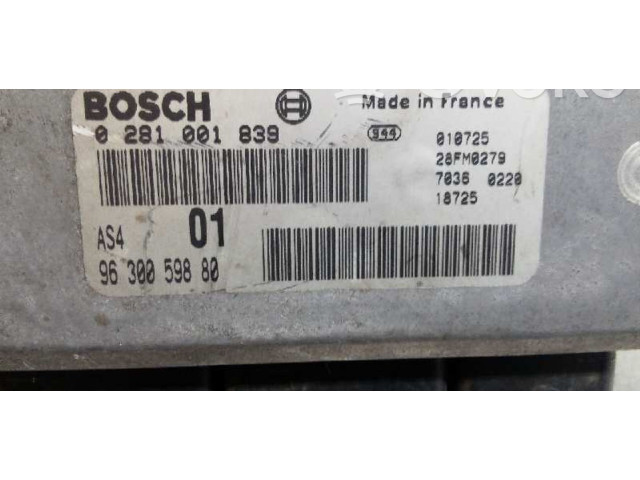 BOSCH Made in France
0 281 001 839 944 010725
28FM0279
7036 0220
18725
AS4 01
96 300 598 80